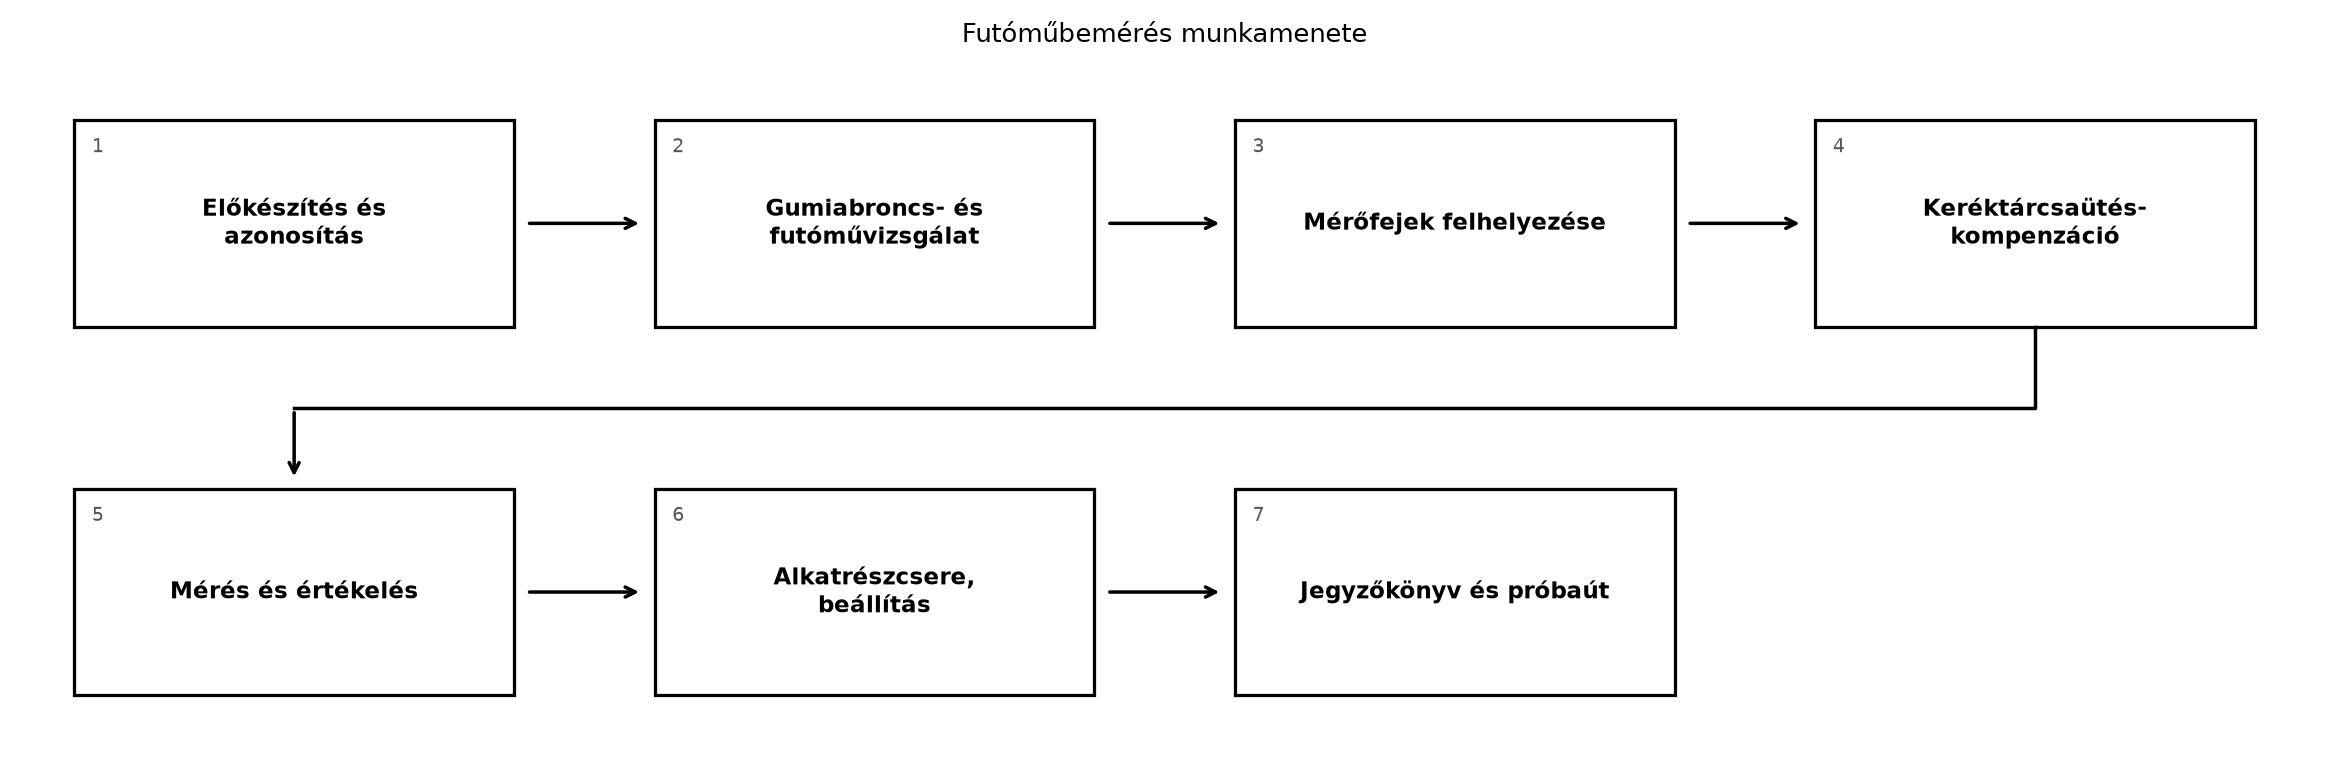 Futóműbemérés munkamenete
1
Előkészítés és
azonosítás
2
Gumiabroncs- és
futóművizsgálat
3
Mérőfejek felhelyezése
4
Keréktárcsaütés-
kompenzáció
5
Mérés és értékelés
6
Alkatrészcsere,
beállítás
7
Jegyzőkönyv és próbaút